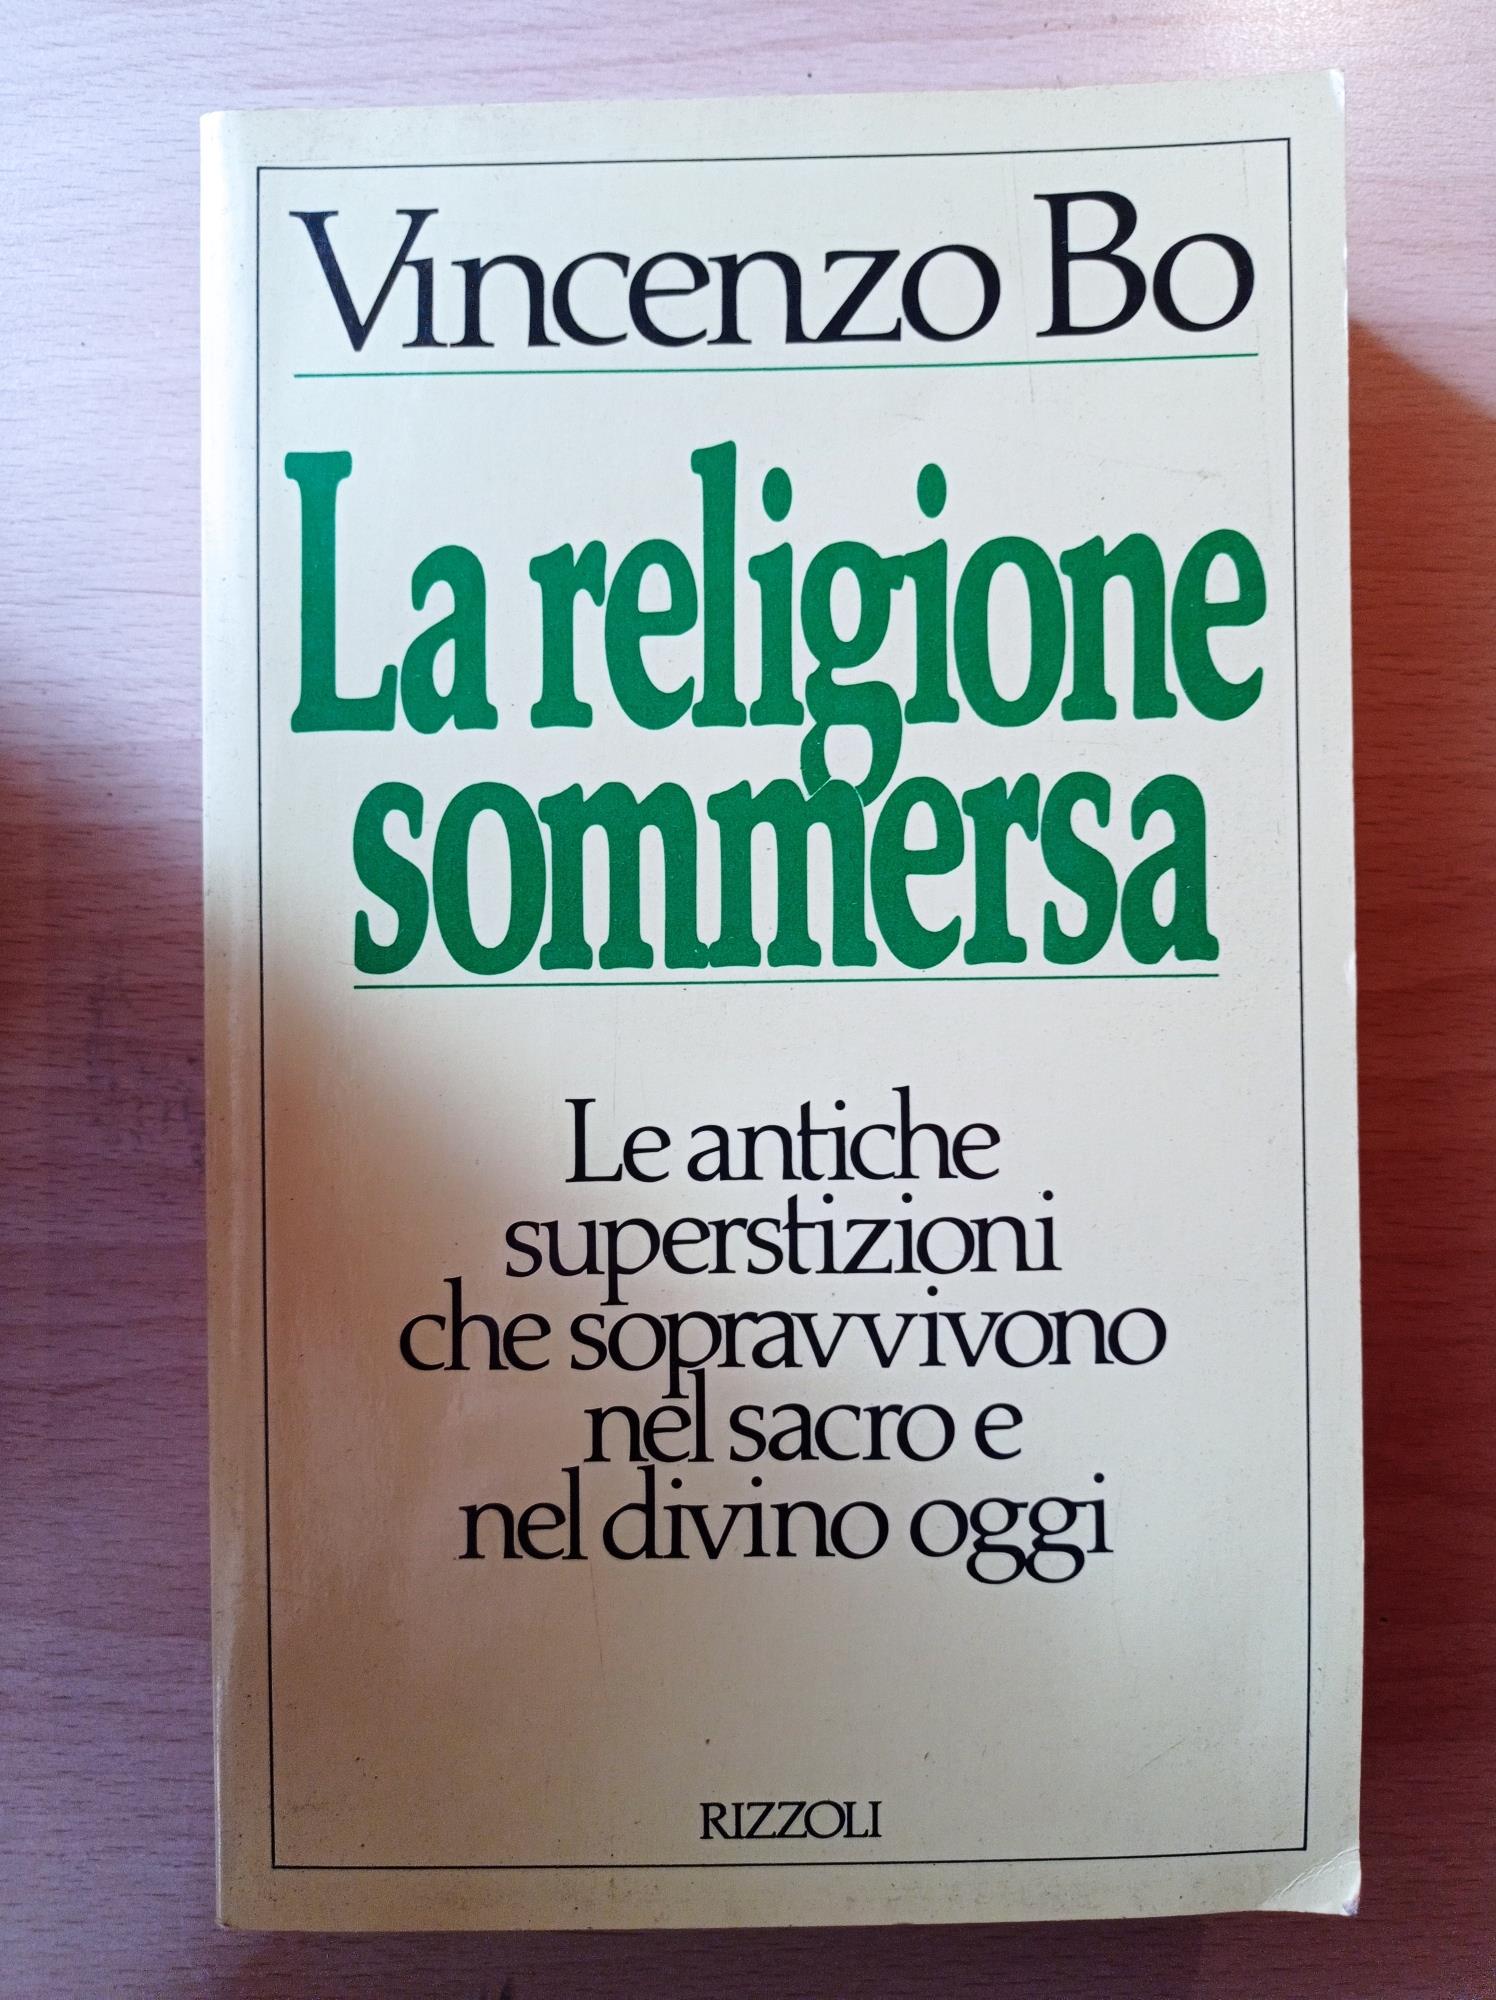 Vincenzo Bo
La religione
sommersa
Le antiche
superstizioni
che sopravvivono
nel sacro e
nel divino oggi
RIZZOLI